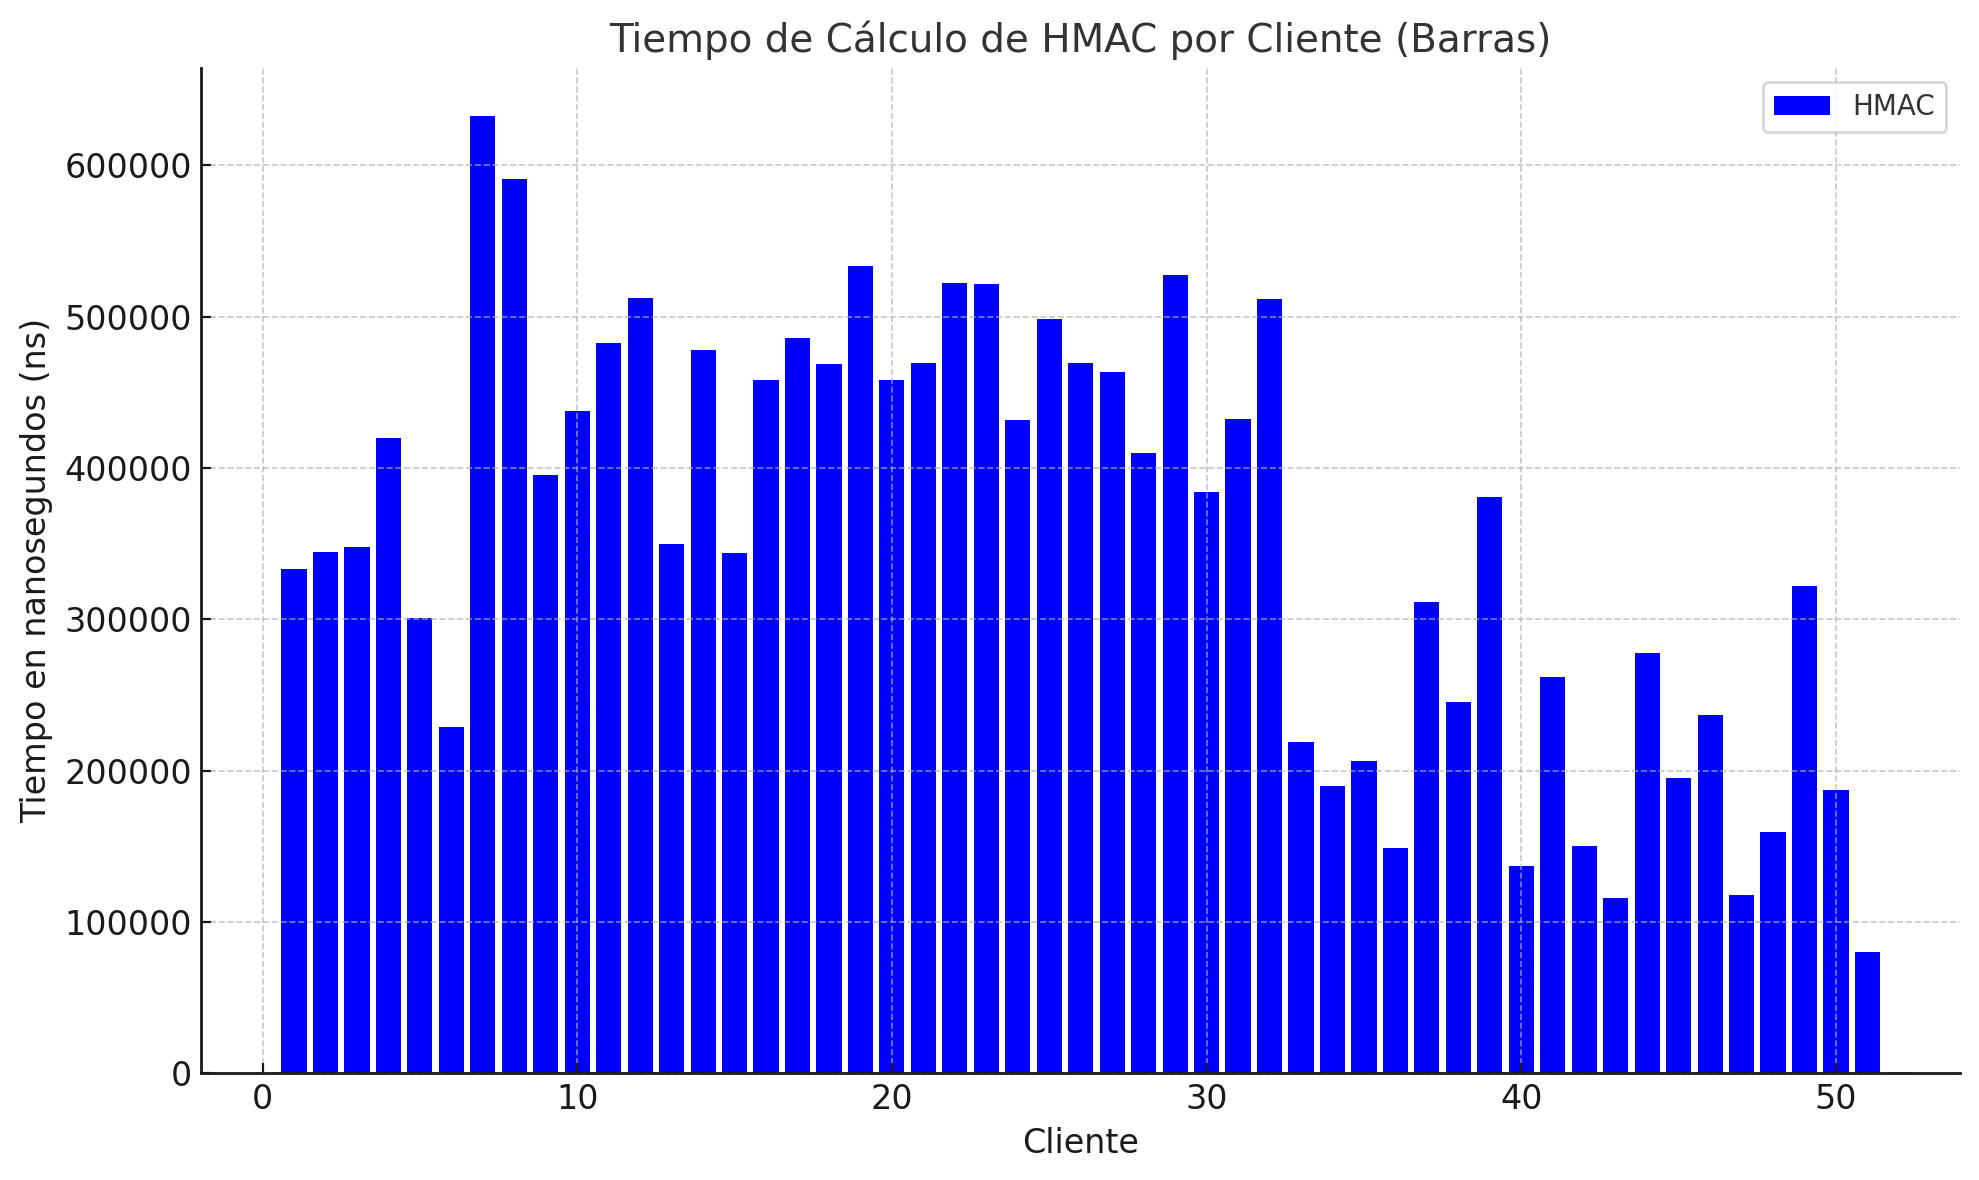 Tiempo de Cálculo de HMAC por Cliente (Barras)
HMAC
Tiempo en nanosegundos (ns)
600000
500000
400000
300000
200000
100000
0
0 10 20 30 40 50
Cliente